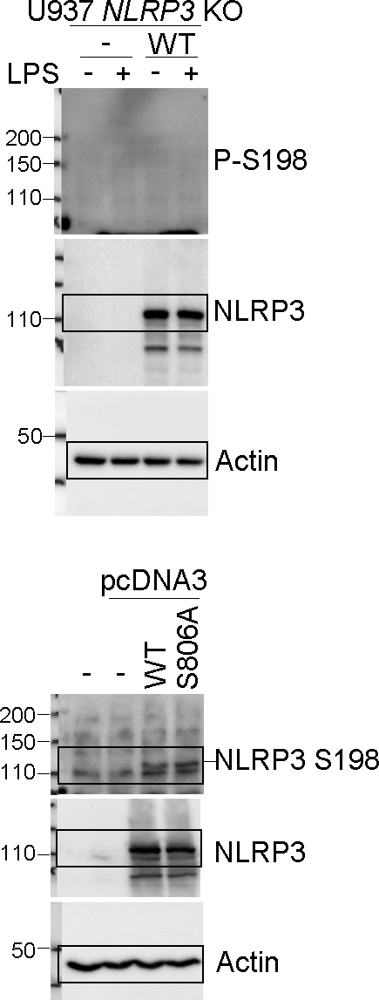 U937 NLRP3 KO
- WT
LPS - + - +
200
150
110
P-S198
110
NLRP3
50
Actin
pcDNA3
- - WT S806A
200
150
110
NLRP3 S198
110
NLRP3
50
Actin